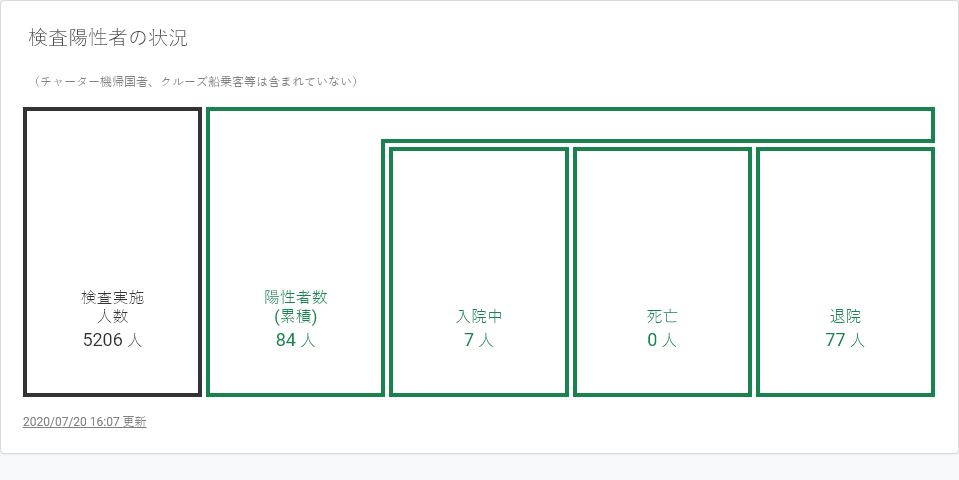 検査陽性者の状況
（チャーター機帰国者、クルーズ船乗客等は含まれていない）
検査実施
人数
5206 人
陽性者数
(累積)
84 人
入院中
7 人
死亡
0 人
退院
77 人
2020/07/20 16:07 更新